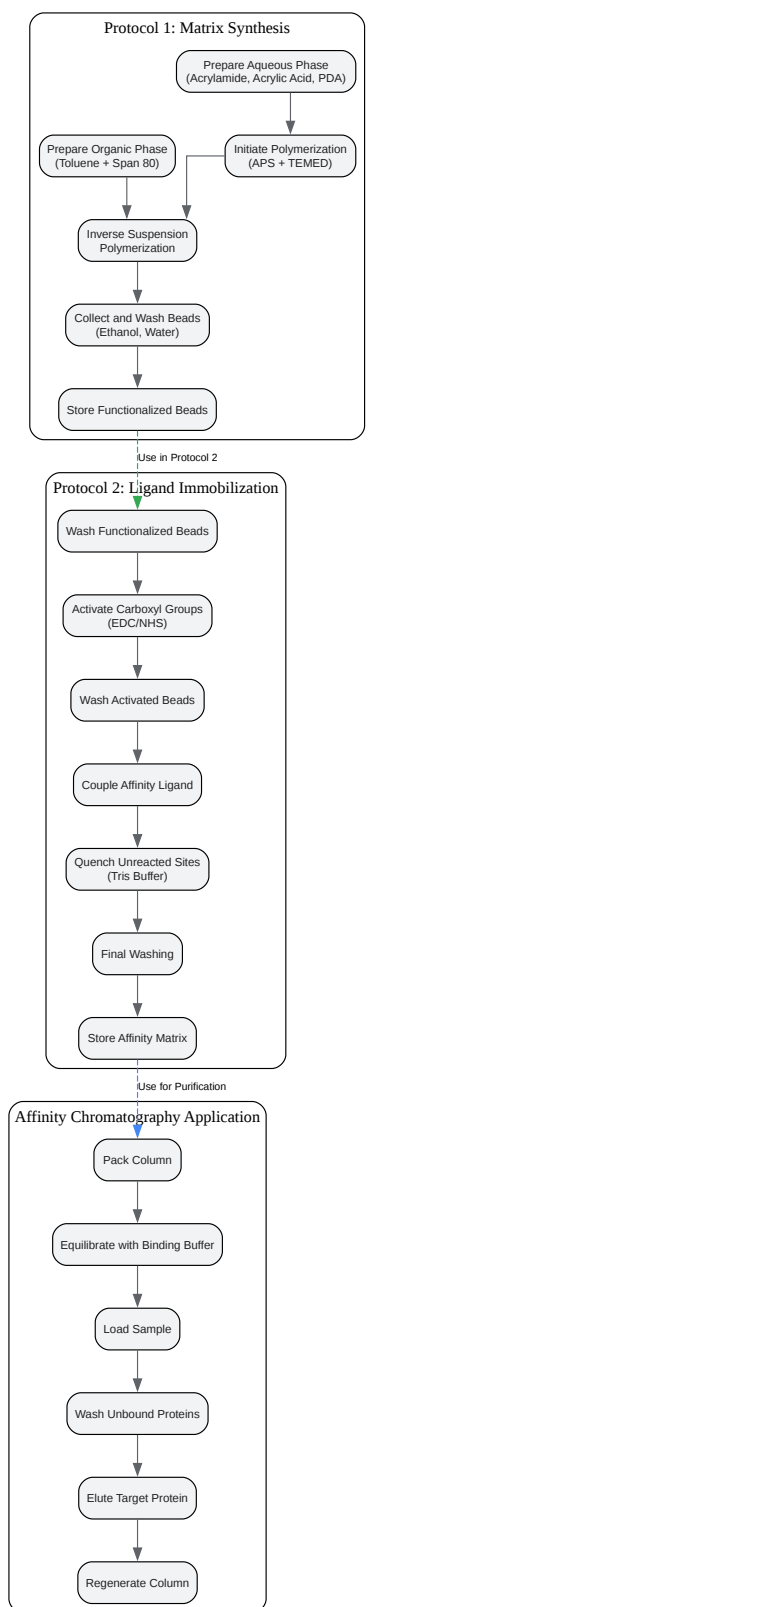 Protocol 1: Matrix Synthesis
Prepare Aqueous Phase
(Acrylamide, Acrylic Acid, PDA)
Prepare Organic Phase
(Toluene + Span 80)
Initiate Polymerization
(APS + TEMED)
Inverse Suspension
Polymerization
Collect and Wash Beads
(Ethanol, Water)
Store Functionalized Beads
Use in Protocol 2
Protocol 2: Ligand Immobilization
Wash Functionalized Beads
Activate Carboxyl Groups
(EDC/NHS)
Wash Activated Beads
Couple Affinity Ligand
Quench Unreacted Sites
(Tris Buffer)
Final Washing
Store Affinity Matrix
Use for Purification
Affinity Chromatography Application
Pack Column
Equilibrate with Binding Buffer
Load Sample
Wash Unbound Proteins
Elute Target Protein
Regenerate Column